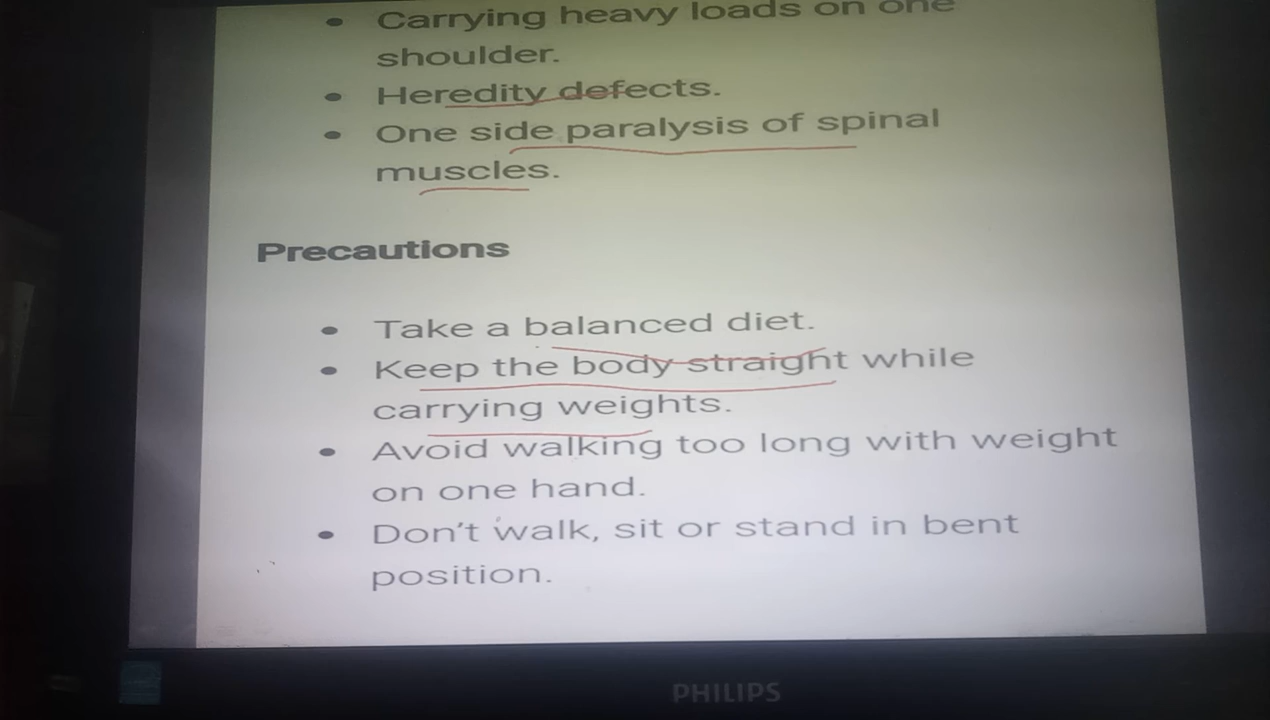 • Carrying heavy loads on one
shoulder.
• Heredity defects.
• One side paralysis of spinal
muscles.
Precautions
• Take a balanced diet.
• Keep the body straight while
carrying weights.
• Avoid walking too long with weight
on one hand.
• Don't walk, sit or stand in bent
position.
PHILIPS